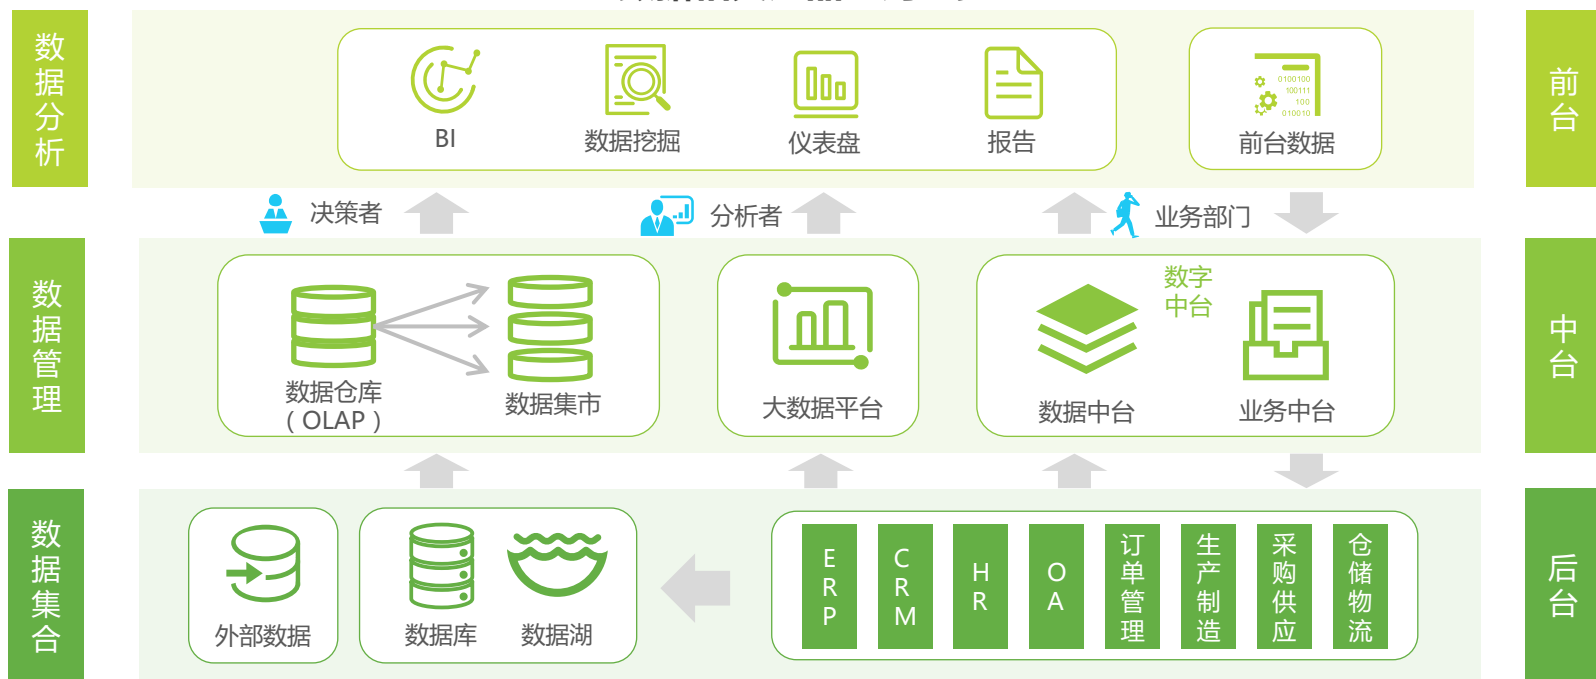 数据分析
BI
数据挖掘
仪表盘
报告
0100100
100111
100
010010
前台数据
前台
决策者
分析者
业务部门
数据管理
数据仓库
（OLAP）
数据集市
大数据平台
数字
中台
数据中台
业务中台
中台
数据集合
外部数据
数据库
数据湖
ERP
CRM
HR
OA
订单管理
生产制造
采购供应
仓储物流
后台